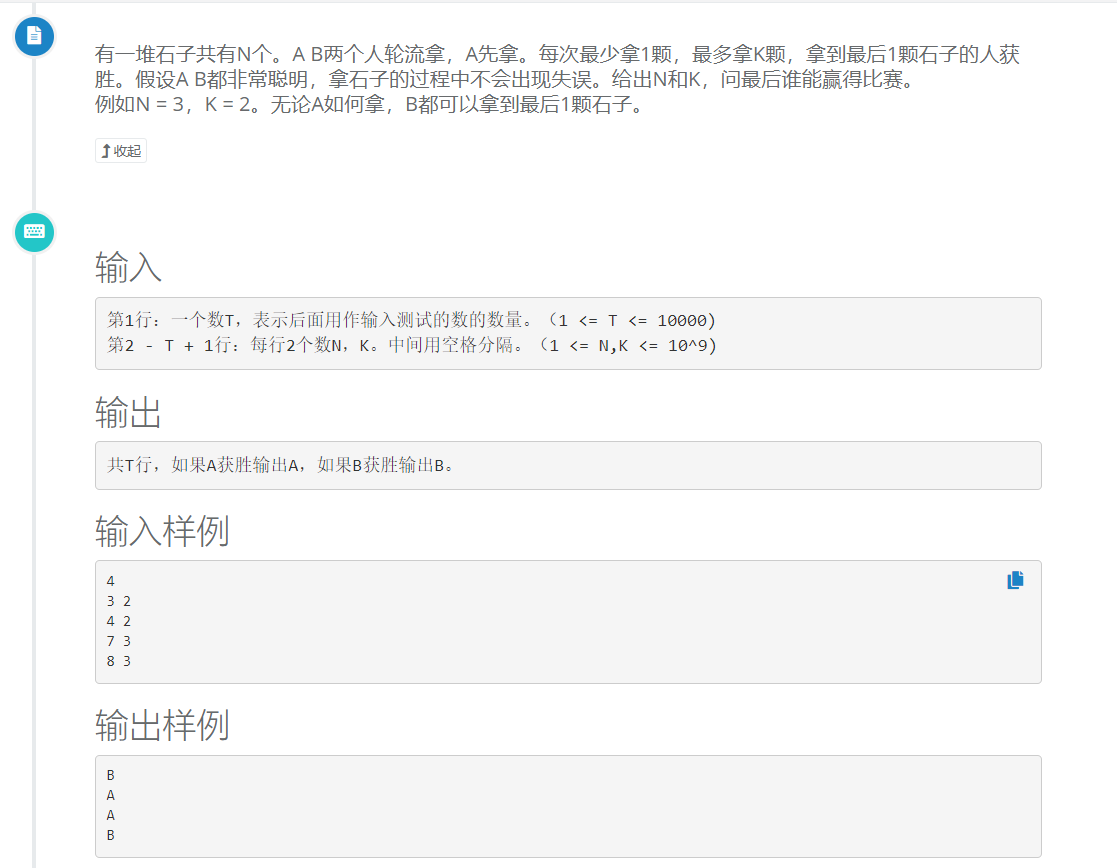 有一堆石子共有N个。A B两个人轮流拿，A先拿。每次最少拿1颗，最多拿K颗，拿到最后1颗石子的人获
胜。假设A B都非常聪明，拿石子的过程中不会出现失误。给出N和K，问最后谁能赢得比赛。
例如N = 3，K = 2。无论A如何拿，B都可以拿到最后1颗石子。
收起
输入
第1行：一个数T，表示后面用作输入测试的数的数量。（1 <= T <= 10000)
第2 - T + 1行：每行2个数N，K。中间用空格分隔。（1 <= N,K <= 10^9)
输出
共T行，如果A获胜输出A，如果B获胜输出B。
输入样例
4
3 2
4 2
7 3
8 3
输出样例
B
A
A
B